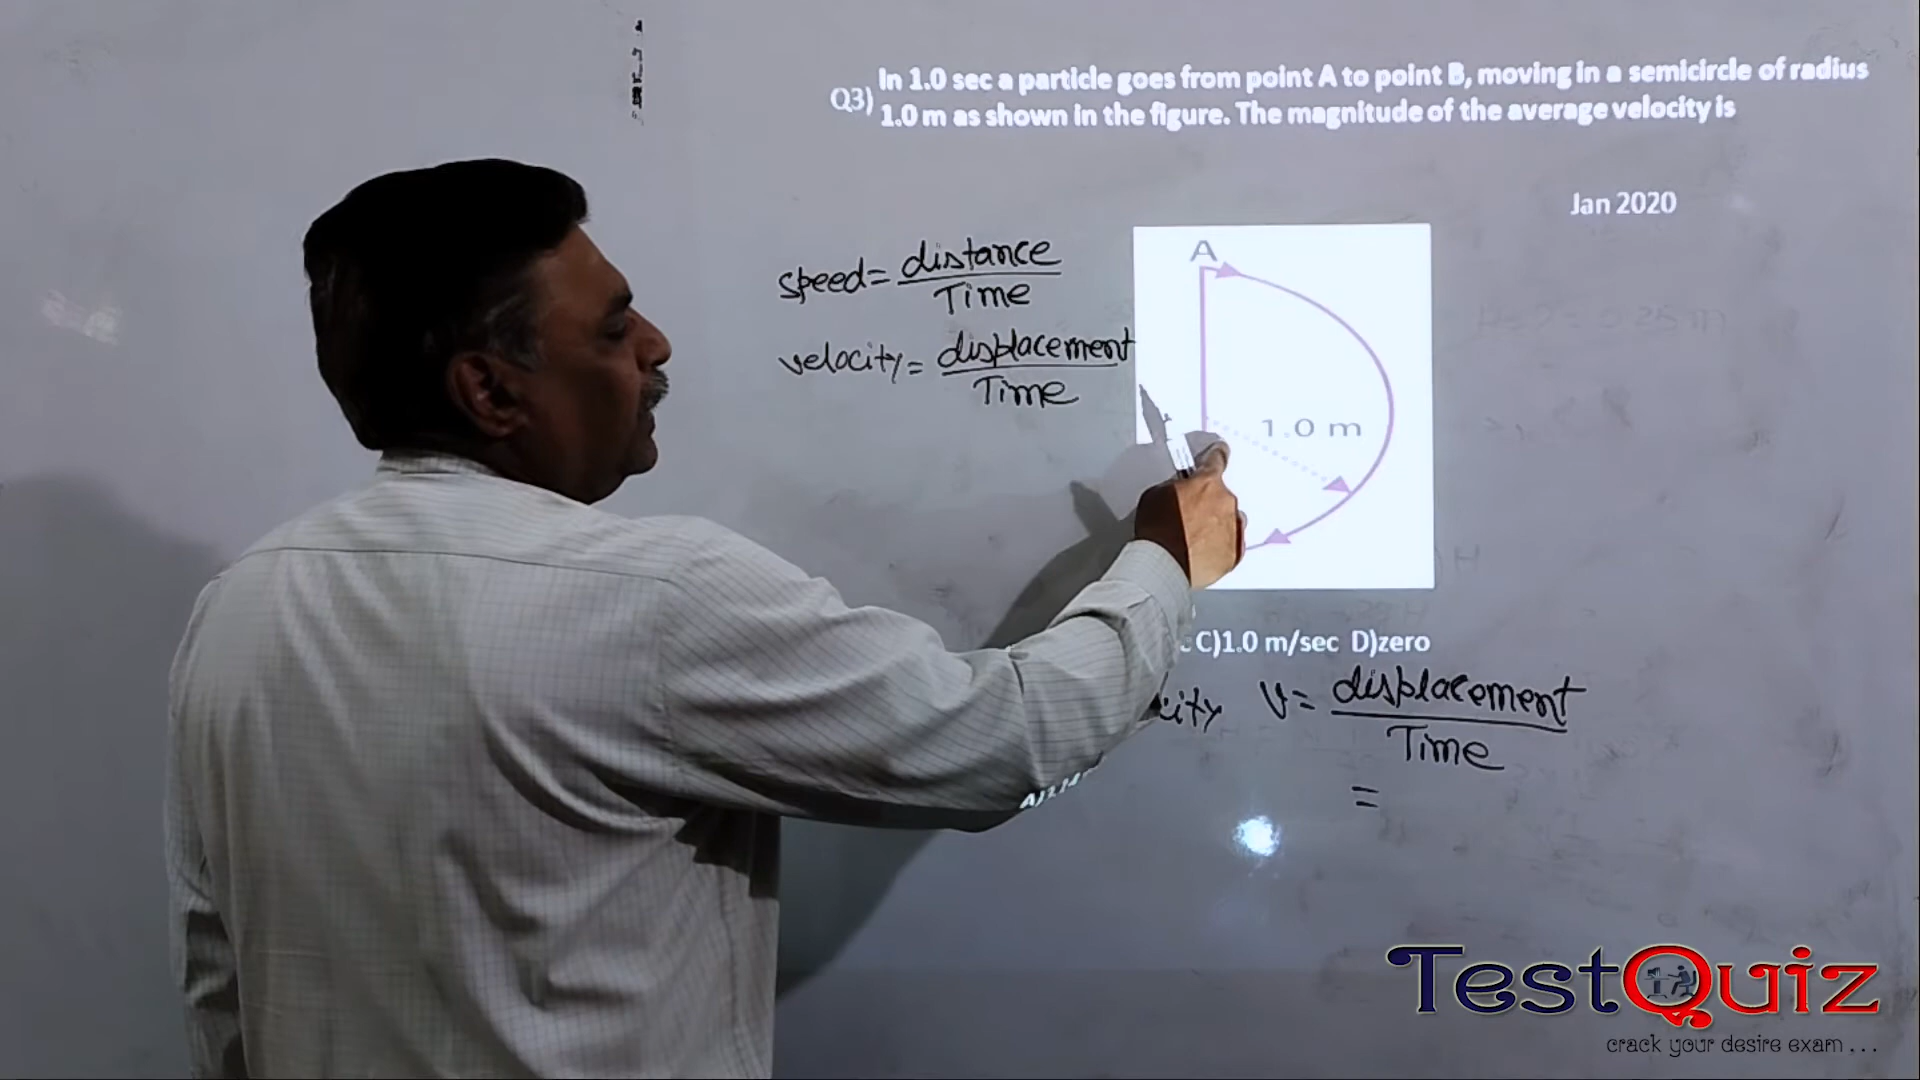 Q3) In 1.0 sec a particle goes from point A to point B, moving in a semicircle of radius
1.0 m as shown in the figure. The magnitude of the average velocity is
Jan 2020
speed = distance
Time
velocity = displacement
Time
A
1.0 m
C)1.0 m/sec D)zero
city v = displacement
Time
=
TestQuiz
crack your desire exam . . .